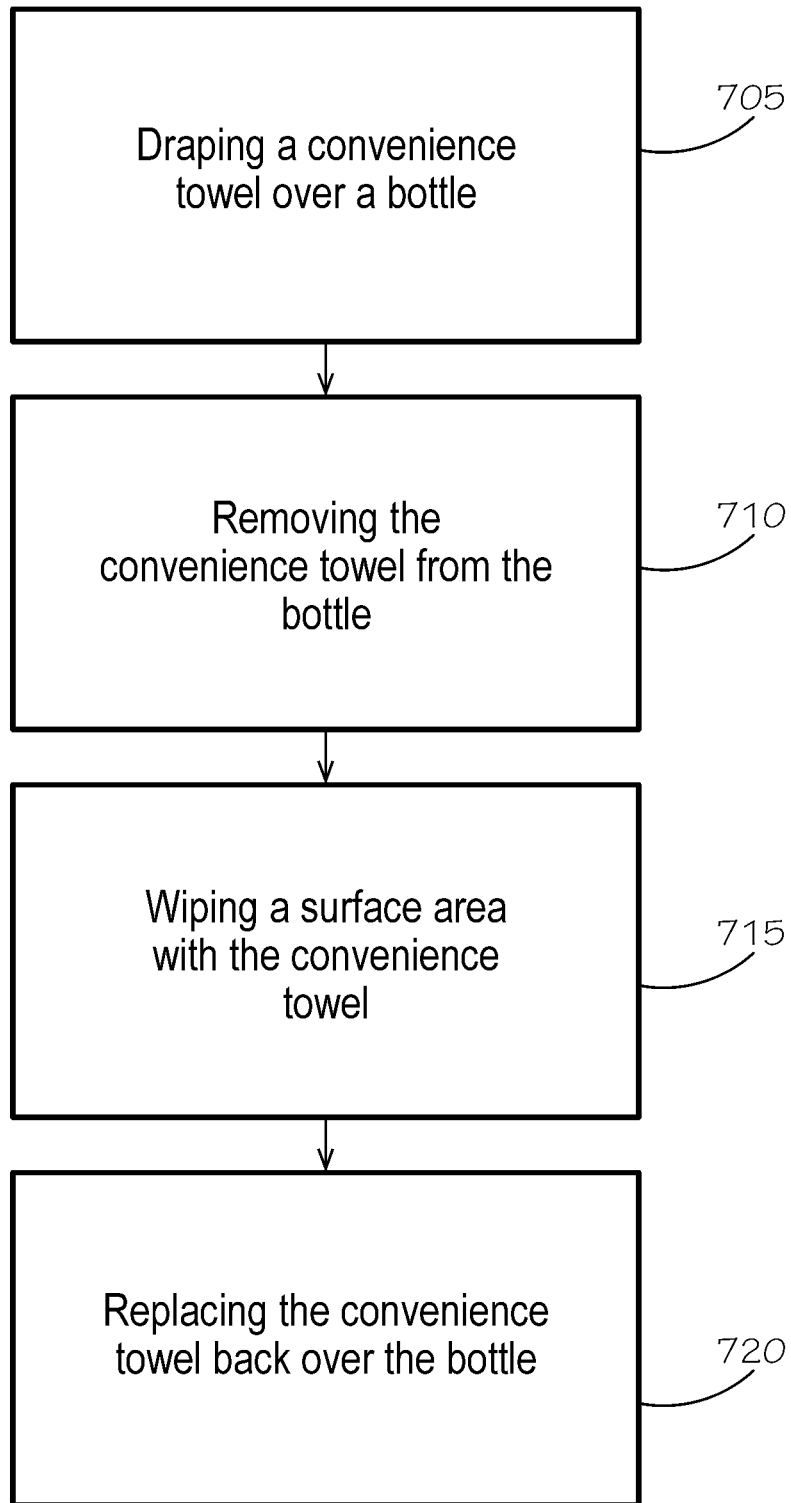 Draping a convenience
towel over a bottle
705
Removing the
convenience towel from the
bottle
710
Wiping a surface area
with the convenience
towel
715
Replacing the convenience
towel back over the bottle
720